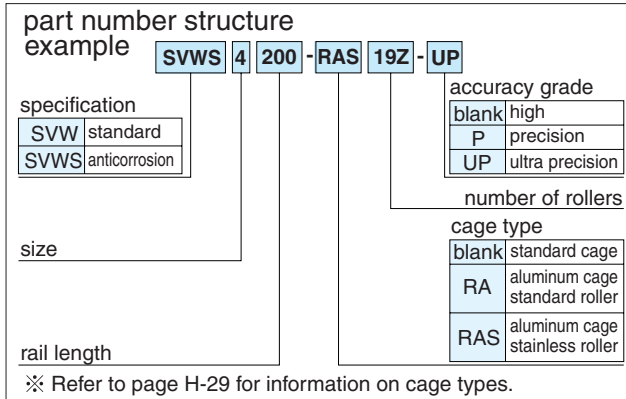 part number structure
example SVWS 4 200 - RAS 19Z - UP
specification
SVW standard
SVWS anticorrosion
size
rail length
accuracy grade
blank high
P precision
UP ultra precision
number of rollers
cage type
blank standard cage
RA aluminum cage
standard roller
RAS aluminum cage
stainless roller
※ Refer to page H-29 for information on cage types.